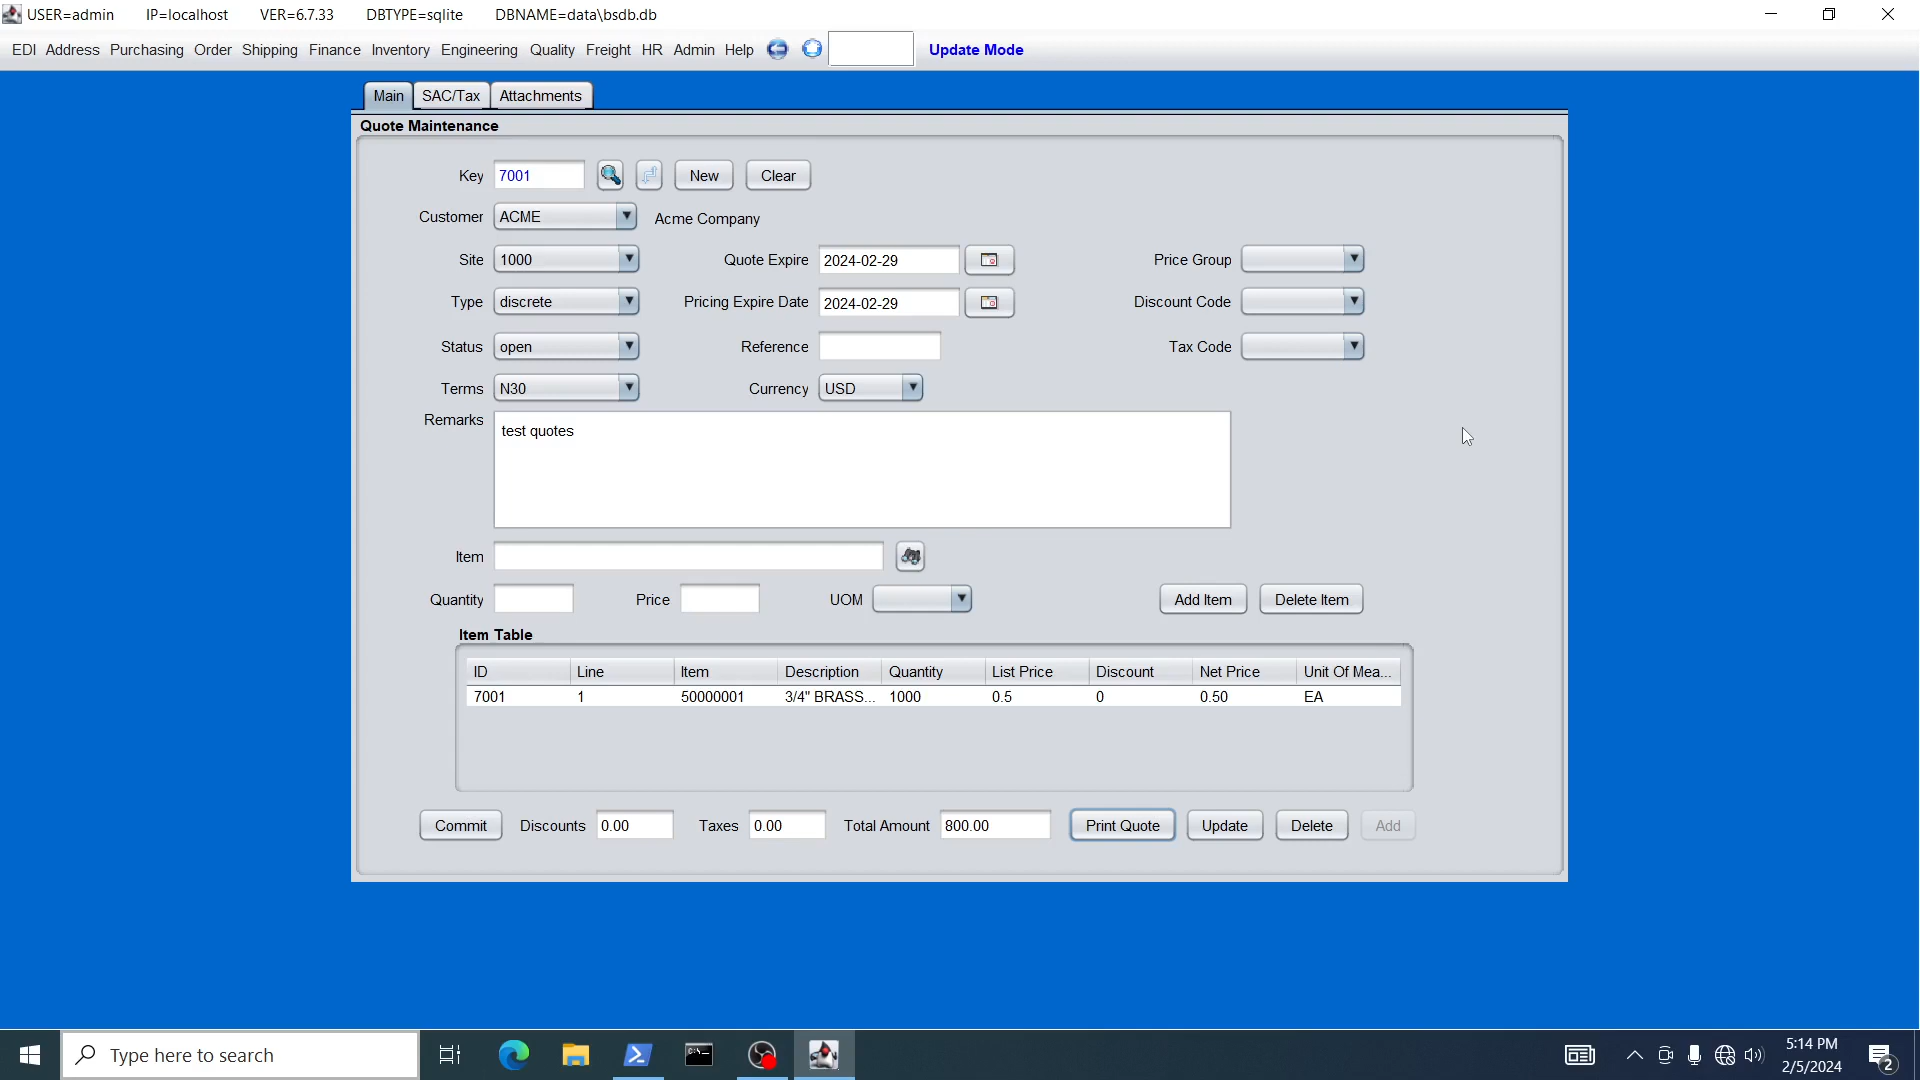 USER=admin IP=localhost VER=6.7.33 DBTYPE=sqlite DBNAME=data\bsdb.db
EDI Address Purchasing Order Shipping Finance Inventory Engineering Quality Freight HR Admin Help Update Mode
Main SAC/Tax Attachments
Quote Maintenance
Key 7001 New Clear
Customer ACME Acme Company
Site 1000 Quote Expire 2024-02-29 Price Group
Type discrete Pricing Expire Date 2024-02-29 Discount Code
Status open Reference Tax Code
Terms N30 Currency USD
Remarks test quotes
Item
Quantity Price UOM Add Item Delete Item
Item Table
ID Line Item Description Quantity List Price Discount Net Price Unit Of Mea...
7001 1 50000001 3/4" BRASS... 1000 0.5 0 0.50 EA
Commit Discounts 0.00 Taxes 0.00 Total Amount 800.00 Print Quote Update Delete Add
Type here to search
5:14 PM
2/5/2024
2